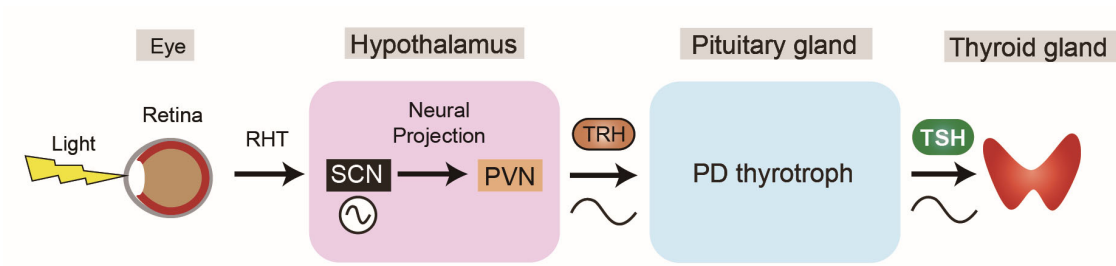 Eye
Hypothalamus
Pituitary gland
Thyroid gland
Light
Retina
RHT
Neural
Projection
SCN
PVN
TRH
PD thyrotroph
TSH